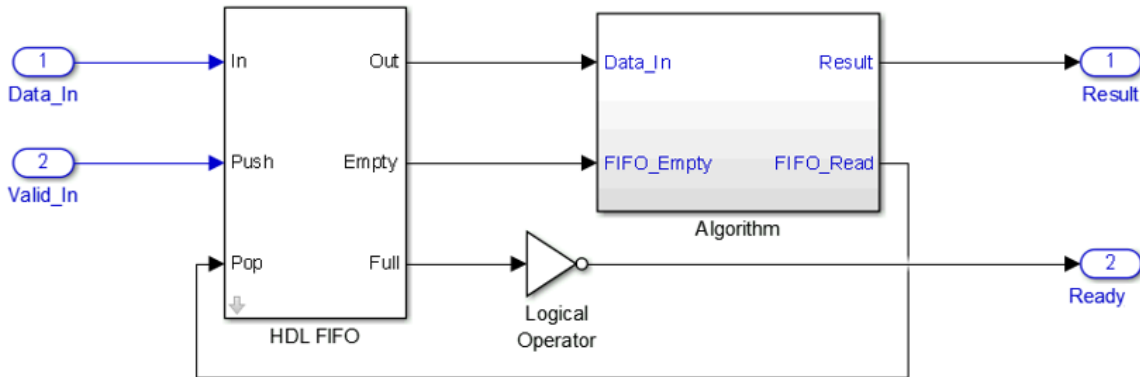 1
Data_In
2
Valid_In
In
Out
Push
Empty
Pop
Full
HDL FIFO
Data_In
Result
FIFO_Empty
FIFO_Read
Algorithm
Logical
Operator
1
Result
2
Ready